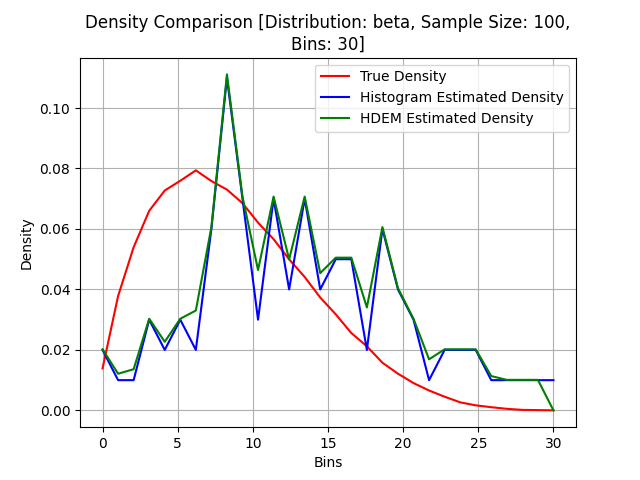 Density Comparison [Distribution: beta, Sample Size: 100,
Bins: 30]
True Density
Histogram Estimated Density
HDEM Estimated Density
Density
0.10
0.08
0.06
0.04
0.02
0.00
0 5 10 15 20 25 30
Bins